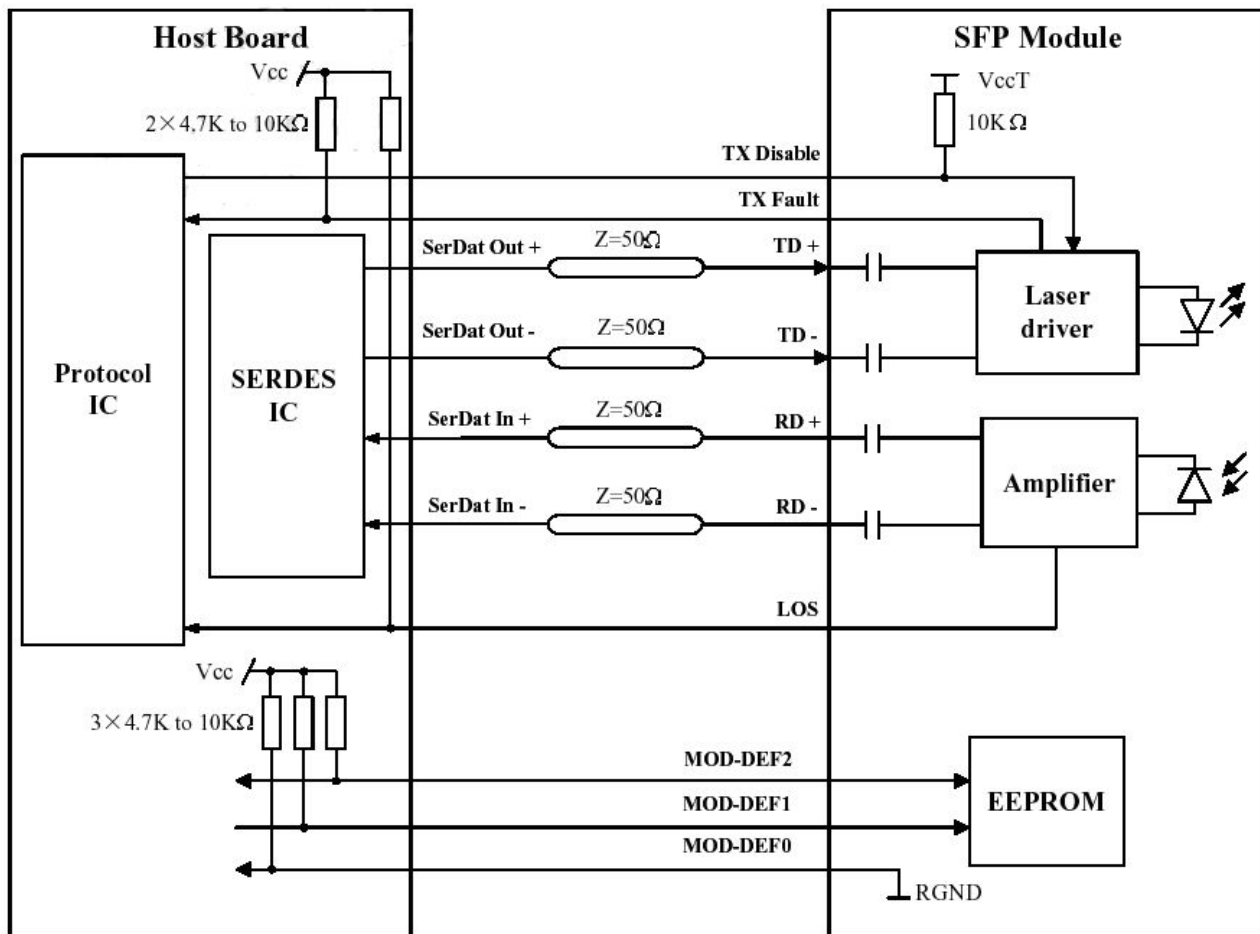 Host Board
SFP Module
Vcc
VccT
2×4.7K to 10KΩ
10KΩ
TX Disable
TX Fault
SerDat Out +
Z=50Ω
TD +
Laser
driver
SerDat Out -
Z=50Ω
TD -
Protocol
IC
SERDES
IC
SerDat In +
Z=50Ω
RD +
Amplifier
SerDat In -
Z=50Ω
RD -
LOS
Vcc
3×4.7K to 10KΩ
MOD-DEF2
MOD-DEF1
EEPROM
MOD-DEF0
RGND